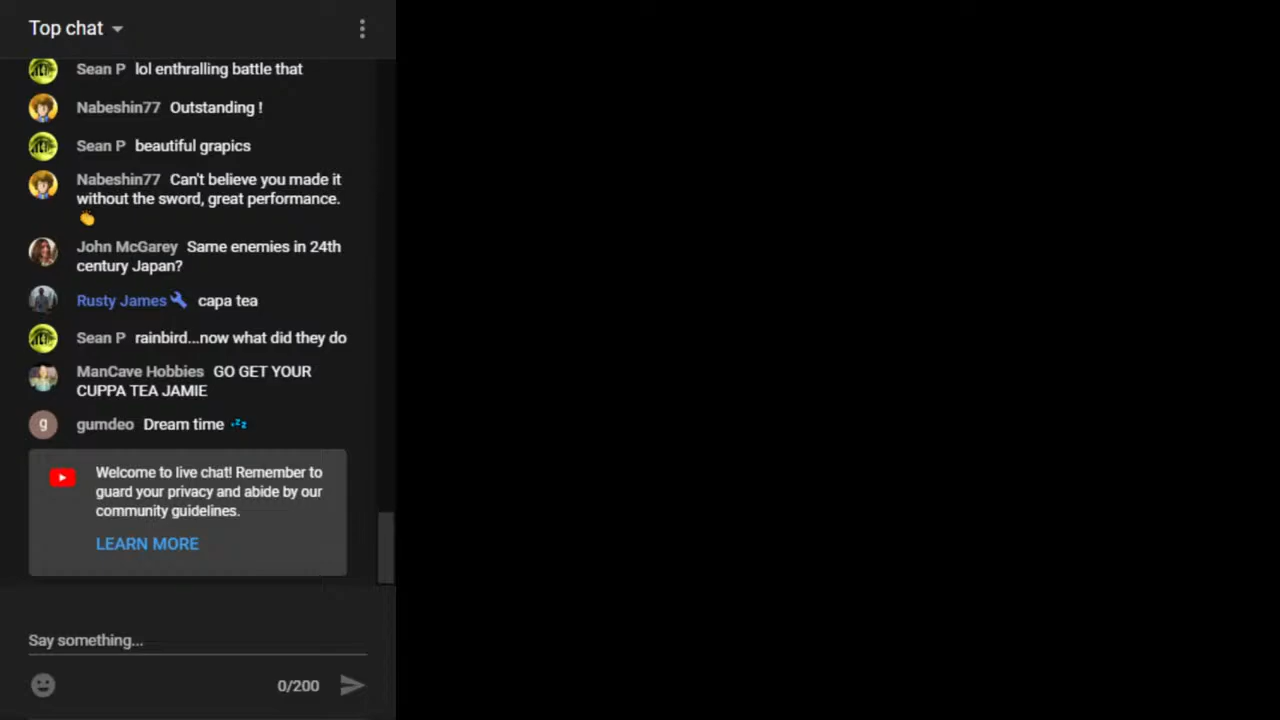 Top chat
Sean P lol enthralling battle that
Nabeshin77 Outstanding !
Sean P beautiful grapics
Nabeshin77 Can't believe you made it
without the sword, great performance.
John McGarey Same enemies in 24th
century Japan?
Rusty James capa tea
Sean P rainbird...now what did they do
ManCave Hobbies GO GET YOUR
CUPPA TEA JAMIE
g gumdeo Dream time 💤
Welcome to live chat! Remember to
guard your privacy and abide by our
community guidelines.
LEARN MORE
Say something...
0/200